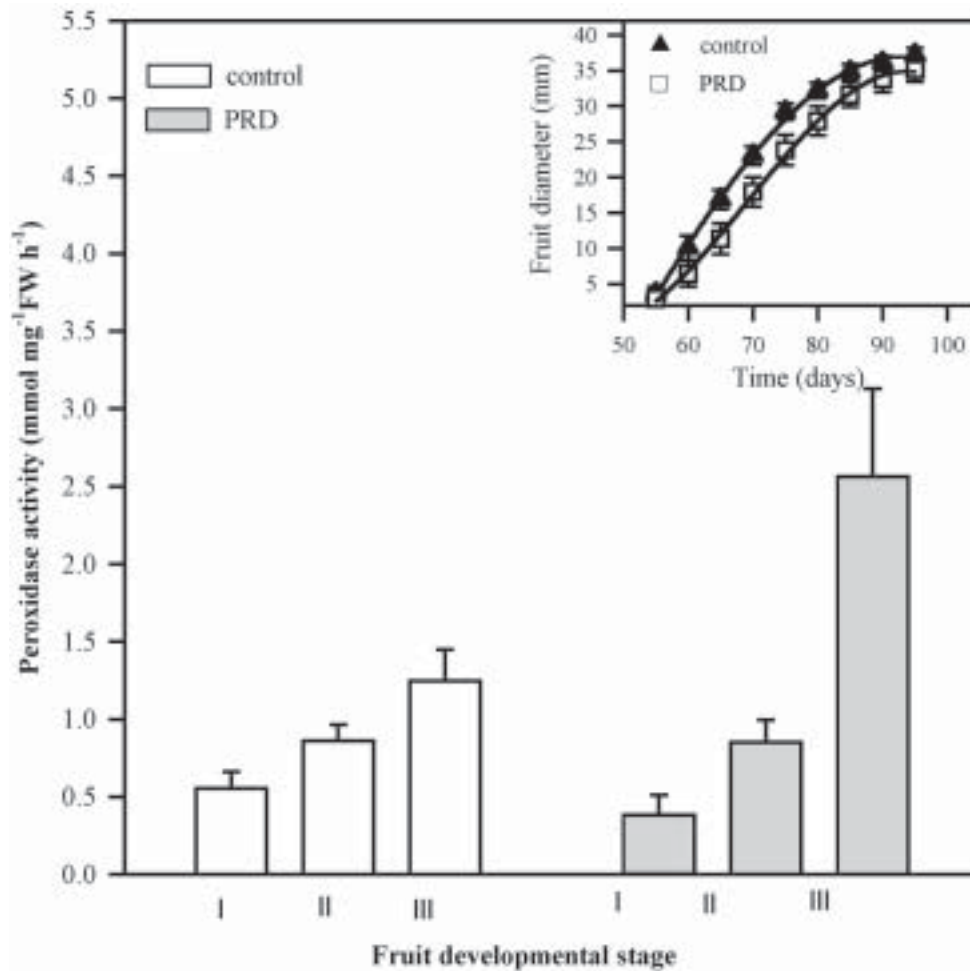 5.5
5.0
4.5
4.0
3.5
3.0
2.5
2.0
1.5
1.0
0.5
0.0
Peroxidase activity (mmol mg⁻¹FW h⁻¹)
control
PRD
40
35
30
25
20
15
10
5
Fruit diameter (mm)
control
PRD
50 60 70 80 90 100
Time (days)
I II III I II III
Fruit developmental stage